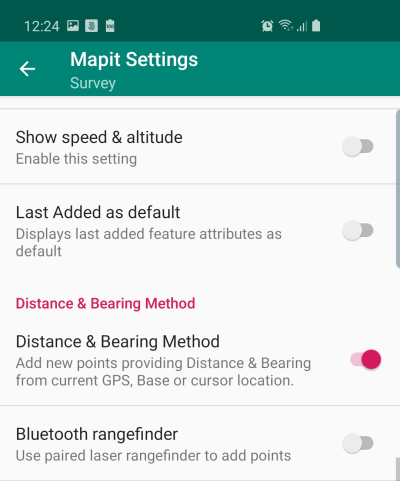 12:24
Mapit Settings
Survey
Show speed & altitude
Enable this setting
Last Added as default
Displays last added feature attributes as
default
Distance & Bearing Method
Distance & Bearing Method
Add new points providing Distance & Bearing
from current GPS, Base or cursor location.
Bluetooth rangefinder
Use paired laser rangefinder to add points